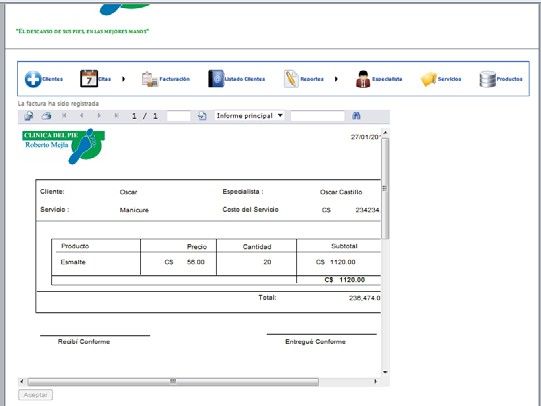 "EL DESCANSO DE SUS PIES, EN LAS MEJORES MANOS"
Clientes Citas Facturación Listado Clientes Reportes Especialista Servicios Productos
La factura ha sido registrada
1 / 1 Informe principal
CLINICA DEL PIE
Roberto Mejía
27/01/20
Cliente: Oscar Especialista : Oscar Castillo
Servicio : Manicure Costo del Servicio C$ 234234
Producto Precio Cantidad Subtotal
Esmalte C$ 56.00 20 C$ 1120.00
C$ 1120.00
Total: 236,474.0
Recibí Conforme Entregué Conforme
Aceptar